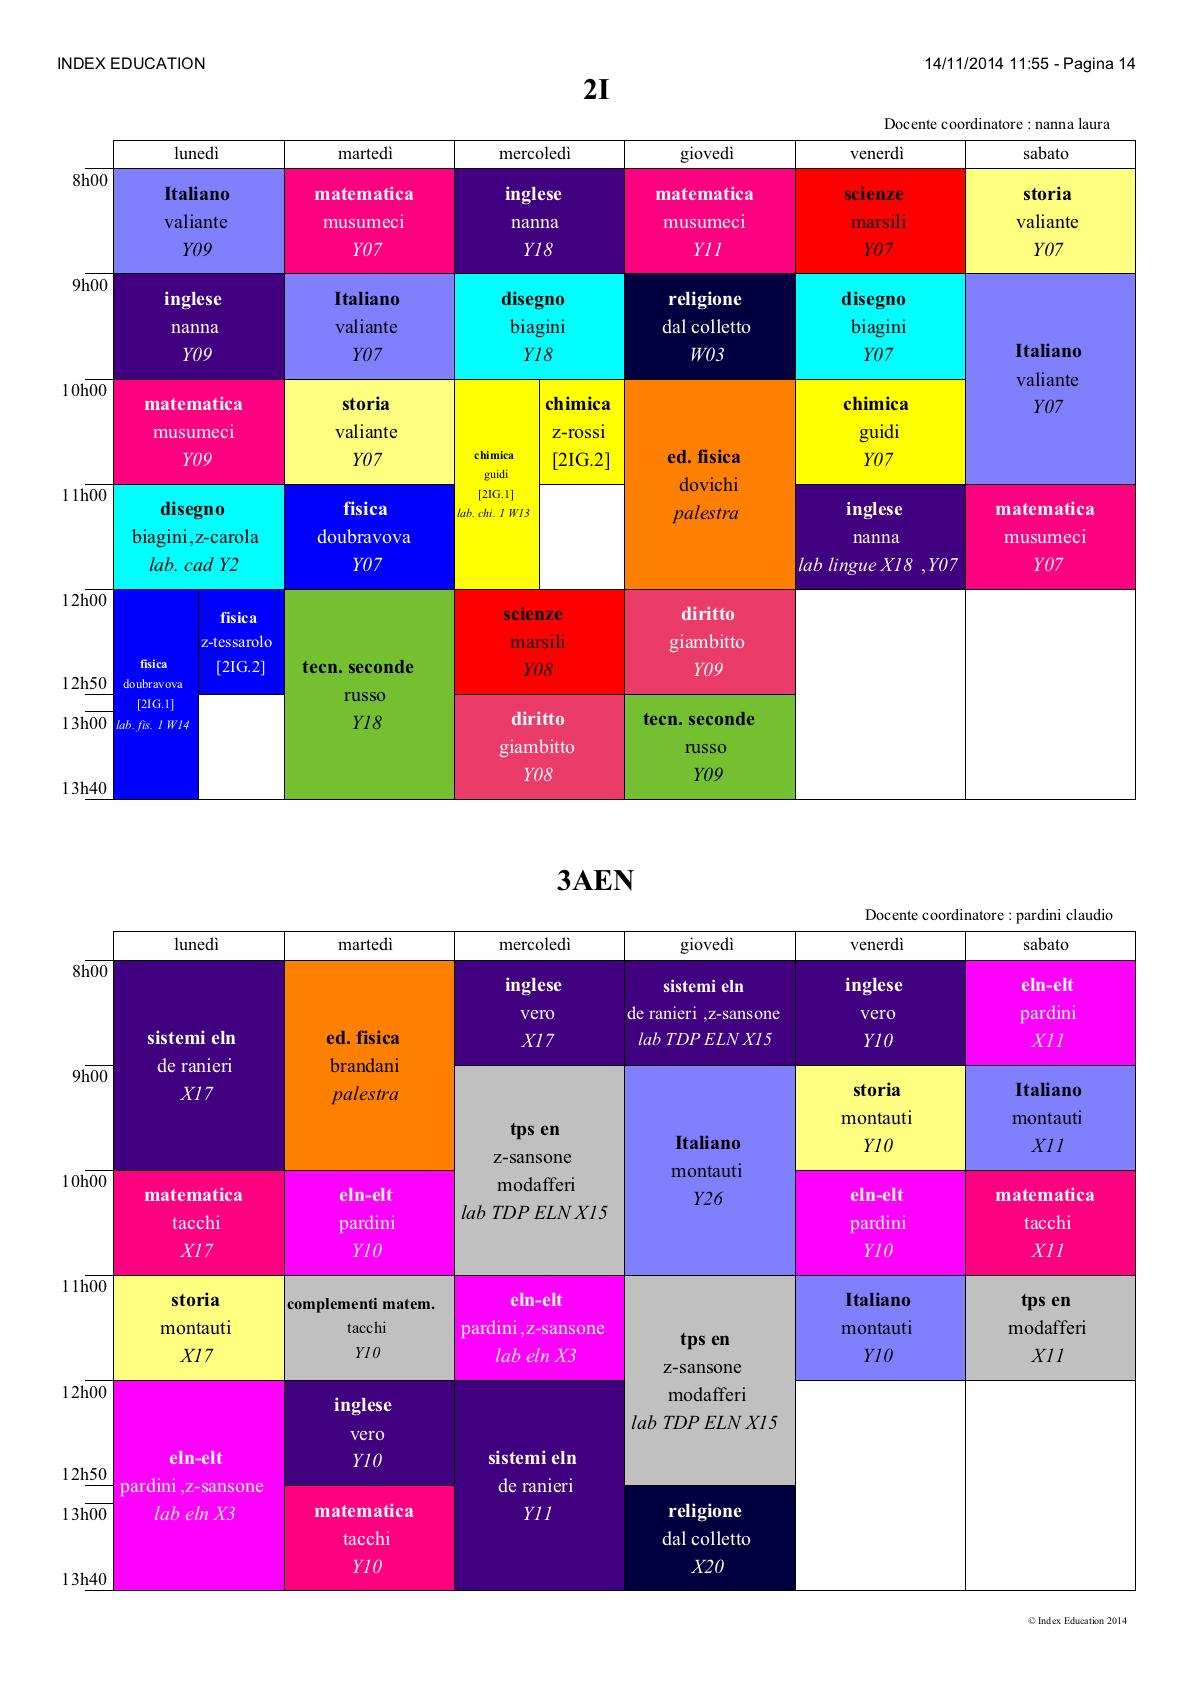 INDEX EDUCATION
14/11/2014 11:55 - Pagina 14
2I
Docente coordinatore : nanna laura
lunedì martedì mercoledì giovedì venerdì sabato
8h00
Italiano
valiante
Y09
matematica
musumeci
Y07
inglese
nanna
Y18
matematica
musumeci
Y11
scienze
marsili
Y07
storia
valiante
Y07
9h00
inglese
nanna
Y09
Italiano
valiante
Y07
disegno
biagini
Y18
religione
dal colletto
W03
disegno
biagini
Y07
Italiano
valiante
Y07
10h00
matematica
musumeci
Y09
storia
valiante
Y07
chimica
guidi
[2IG.1]
lab. chi. 1 W13
chimica
z-rossi
[2IG.2]
ed. fisica
dovichi
palestra
chimica
guidi
Y07
11h00
disegno
biagini,z-carola
lab. cad Y2
fisica
doubravova
Y07
inglese
nanna
lab lingue X18 ,Y07
matematica
musumeci
Y07
12h00
fisica
doubravova
[2IG.1]
lab. fis. 1 W14
fisica
z-tessarolo
[2IG.2]
tecn. seconde
russo
Y18
scienze
marsili
Y08
diritto
giambitto
Y09
12h50
13h00
diritto
giambitto
Y08
tecn. seconde
russo
Y09
13h40
3AEN
Docente coordinatore : pardini claudio
lunedì martedì mercoledì giovedì venerdì sabato
8h00
sistemi eln
de ranieri
X17
ed. fisica
brandani
palestra
inglese
vero
X17
sistemi eln
de ranieri ,z-sansone
lab TDP ELN X15
inglese
vero
Y10
eln-elt
pardini
X11
9h00
tps en
z-sansone
modafferi
lab TDP ELN X15
Italiano
montauti
Y26
storia
montauti
Y10
Italiano
montauti
X11
10h00
matematica
tacchi
X17
eln-elt
pardini
Y10
eln-elt
pardini
Y10
matematica
tacchi
X11
11h00
storia
montauti
X17
complementi matem.
tacchi
Y10
eln-elt
pardini,z-sansone
lab eln X3
tps en
z-sansone
modafferi
lab TDP ELN X15
Italiano
montauti
Y10
tps en
modafferi
X11
12h00
eln-elt
pardini ,z-sansone
lab eln X3
inglese
vero
Y10
sistemi eln
de ranieri
Y11
12h50
13h00
matematica
tacchi
Y10
religione
dal colletto
X20
13h40
© Index Education 2014